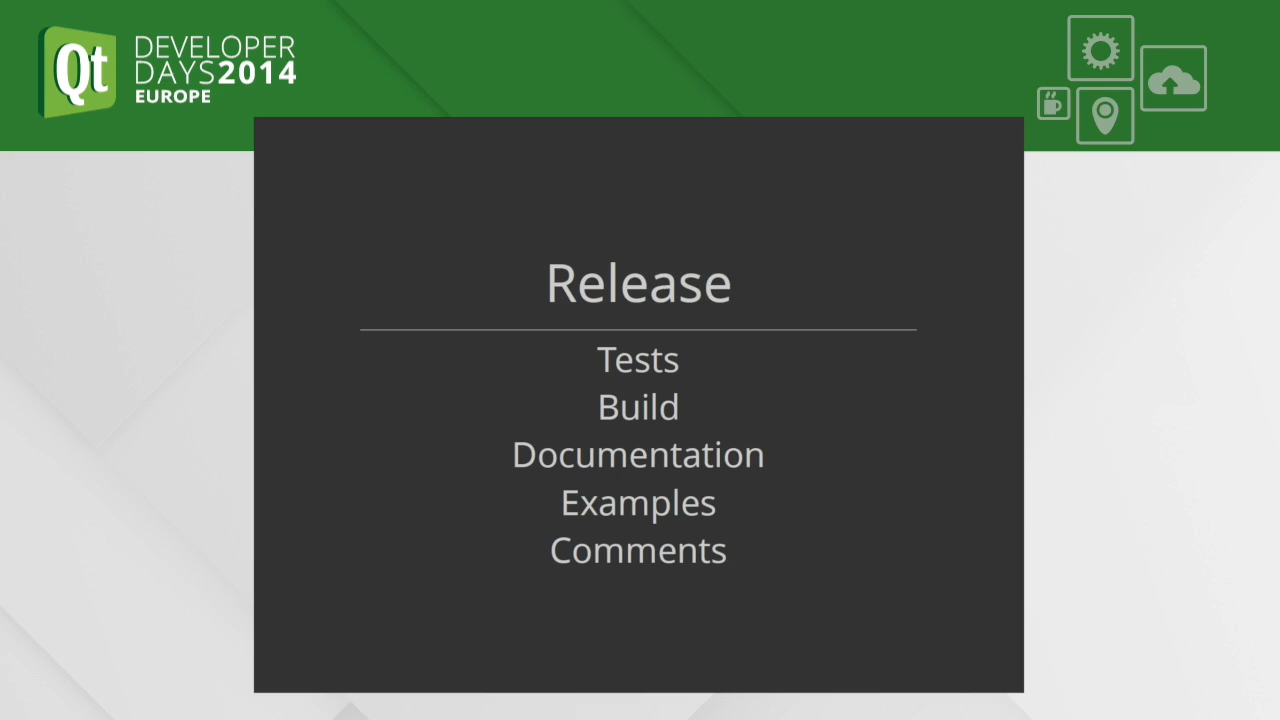 Qt
DEVELOPER
DAYS2014
EUROPE
Release
Tests
Build
Documentation
Examples
Comments